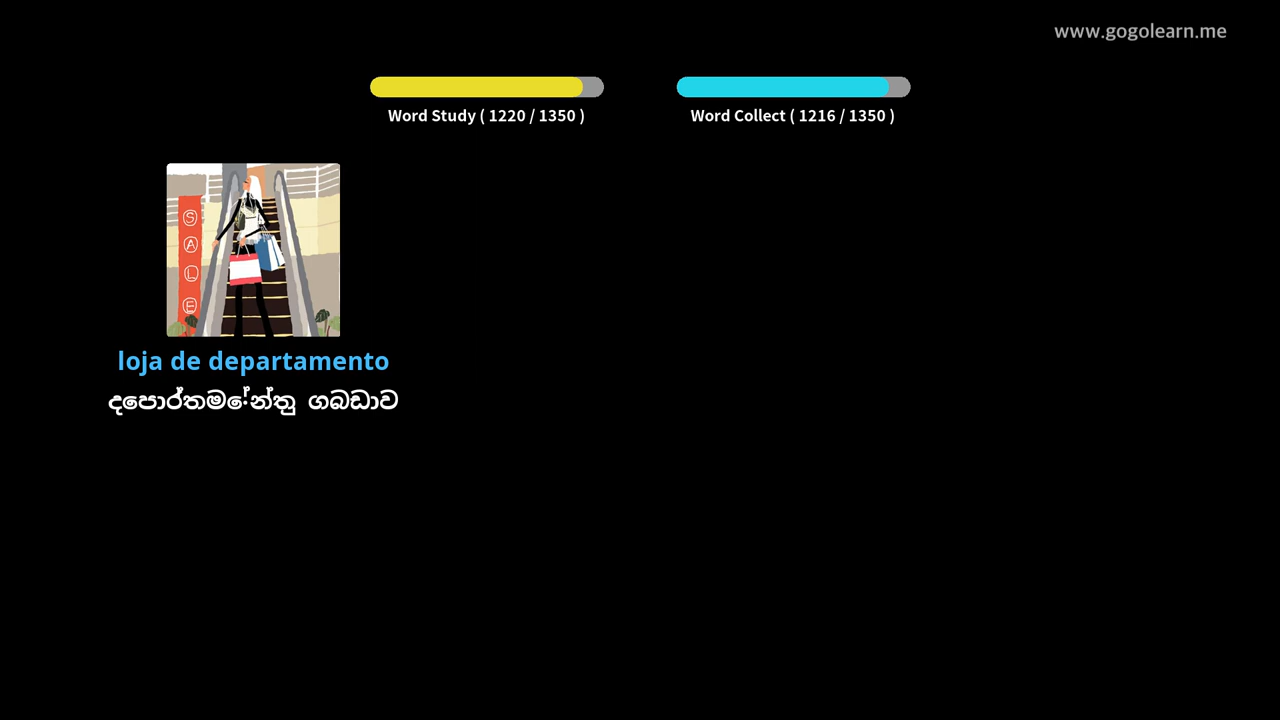 www.gogolearn.me
Word Study ( 1220 / 1350 )
Word Collect ( 1216 / 1350 )
S
A
L
E
loja de departamento
දෙපාර්තමේන්තු ගබඩාව